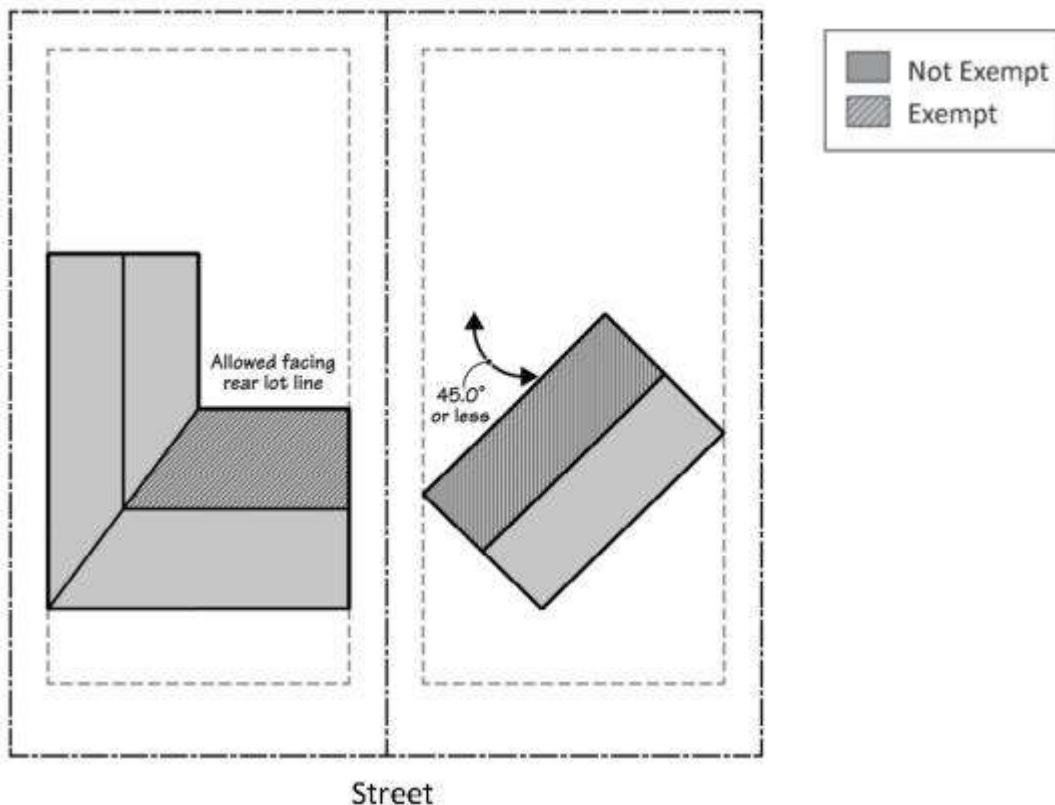 Not Exempt
Exempt
Allowed facing
rear lot line
45.0°
or less
Street